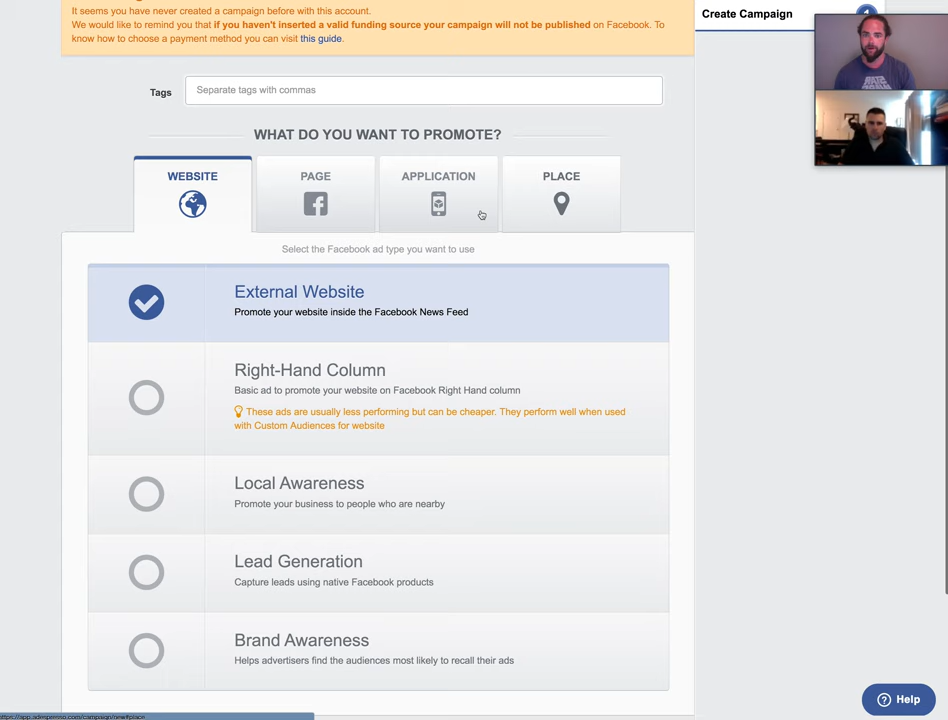 It seems you have never created a campaign before with this account.
We would like to remind you that if you haven't inserted a valid funding source your campaign will not be published on Facebook. To
know how to choose a payment method you can visit this guide.
Create Campaign
Tags
Separate tags with commas
WHAT DO YOU WANT TO PROMOTE?
WEBSITE
PAGE
APPLICATION
PLACE
Select the Facebook ad type you want to use
External Website
Promote your website inside the Facebook News Feed
Right-Hand Column
Basic ad to promote your website on Facebook Right Hand column
These ads are usually less performing but can be cheaper. They perform well when used
with Custom Audiences for website
Local Awareness
Promote your business to people who are nearby
Lead Generation
Capture leads using native Facebook products
Brand Awareness
Helps advertisers find the audiences most likely to recall their ads
Help
https://app.adespresso.com/campaign/new#place